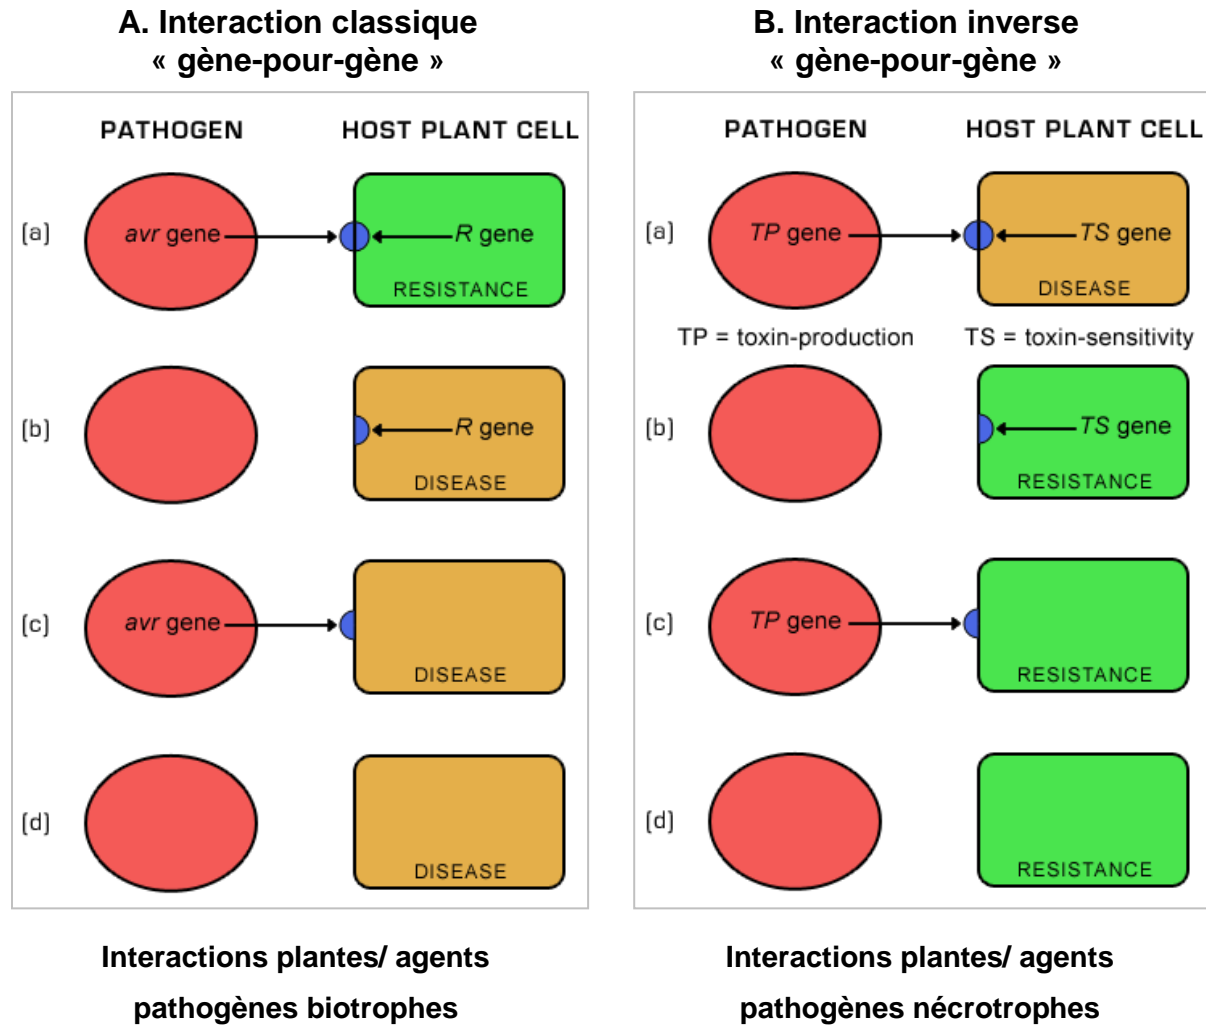 A. Interaction classique
« gène-pour-gène »
PATHOGEN HOST PLANT CELL
(a) avr gene R gene
RESISTANCE
(b) R gene
DISEASE
(c) avr gene
DISEASE
(d)
DISEASE
Interactions plantes/ agents
pathogènes biotrophes
B. Interaction inverse
« gène-pour-gène »
PATHOGEN HOST PLANT CELL
(a) TP gene TS gene
DISEASE
TP = toxin-production TS = toxin-sensitivity
(b) TS gene
RESISTANCE
(c) TP gene
RESISTANCE
(d)
RESISTANCE
Interactions plantes/ agents
pathogènes nécrotrophes